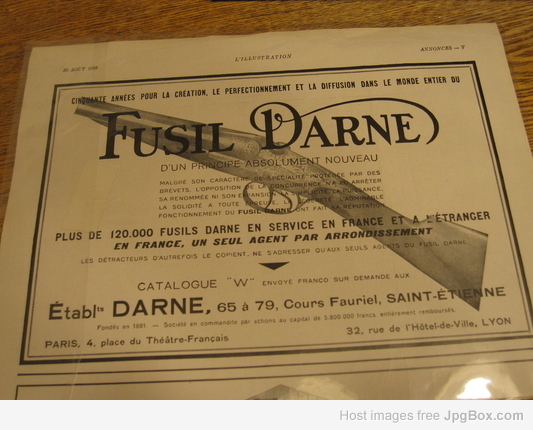 L'ILLUSTRATION
ANNONCES — V
CINQUANTE ANNÉES POUR LA CRÉATION, LE PERFECTIONNEMENT ET LA DIFFUSION DANS LE MONDE ENTIER DU
FUSIL DARNE
D'UN PRINCIPE ABSOLUMENT NOUVEAU
MALGRÉ SON CARACTÈRE DE SPÉCIALITÉ PROTÉGÉE PAR DES
BREVETS, L'OPPOSITION DE LA CONCURRENCE N'A PU ARRÊTER
SA RENOMMÉE NI SON EXPANSION. SA SIMPLICITÉ, SA PUISSANCE,
LA SOLIDITÉ A TOUTE ÉPREUVE, L'ADMIRABLE
FONCTIONNEMENT DU FUSIL DARNE ONT FAIT SA RÉPUTATION
PLUS DE 120.000 FUSILS DARNE EN SERVICE EN FRANCE ET A L'ÉTRANGER
EN FRANCE, UN SEUL AGENT PAR ARRONDISSEMENT
LES DÉTRACTEURS D'AUTREFOIS LE COPIENT, NE S'ADRESSER QU'AUX SEULS AGENTS DU FUSIL DARNE
CATALOGUE "W" ENVOYÉ FRANCO SUR DEMANDE AUX
Établts DARNE, 65 à 79, Cours Fauriel, SAINT-ÉTIENNE
Fondés en 1881. — Société en commandite par actions au capital de 5.800.000 francs entièrement remboursés.
PARIS, 4, place du Théâtre-Français
32, rue de l'Hôtel-de-Ville, LYON
Host images free JpgBox.com